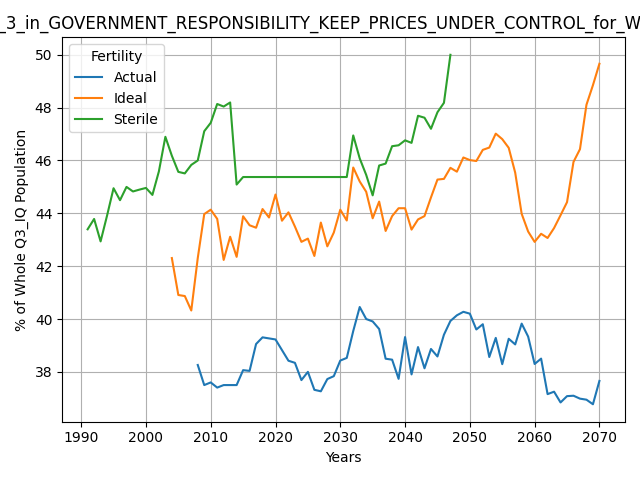 _3_in_GOVERNMENT_RESPONSIBILITY_KEEP_PRICES_UNDER_CONTROL_for_W
Fertility
Actual
Ideal
Sterile
% of Whole Q3_IQ Population
50
48
46
44
42
40
38
1990 2000 2010 2020 2030 2040 2050 2060 2070
Years